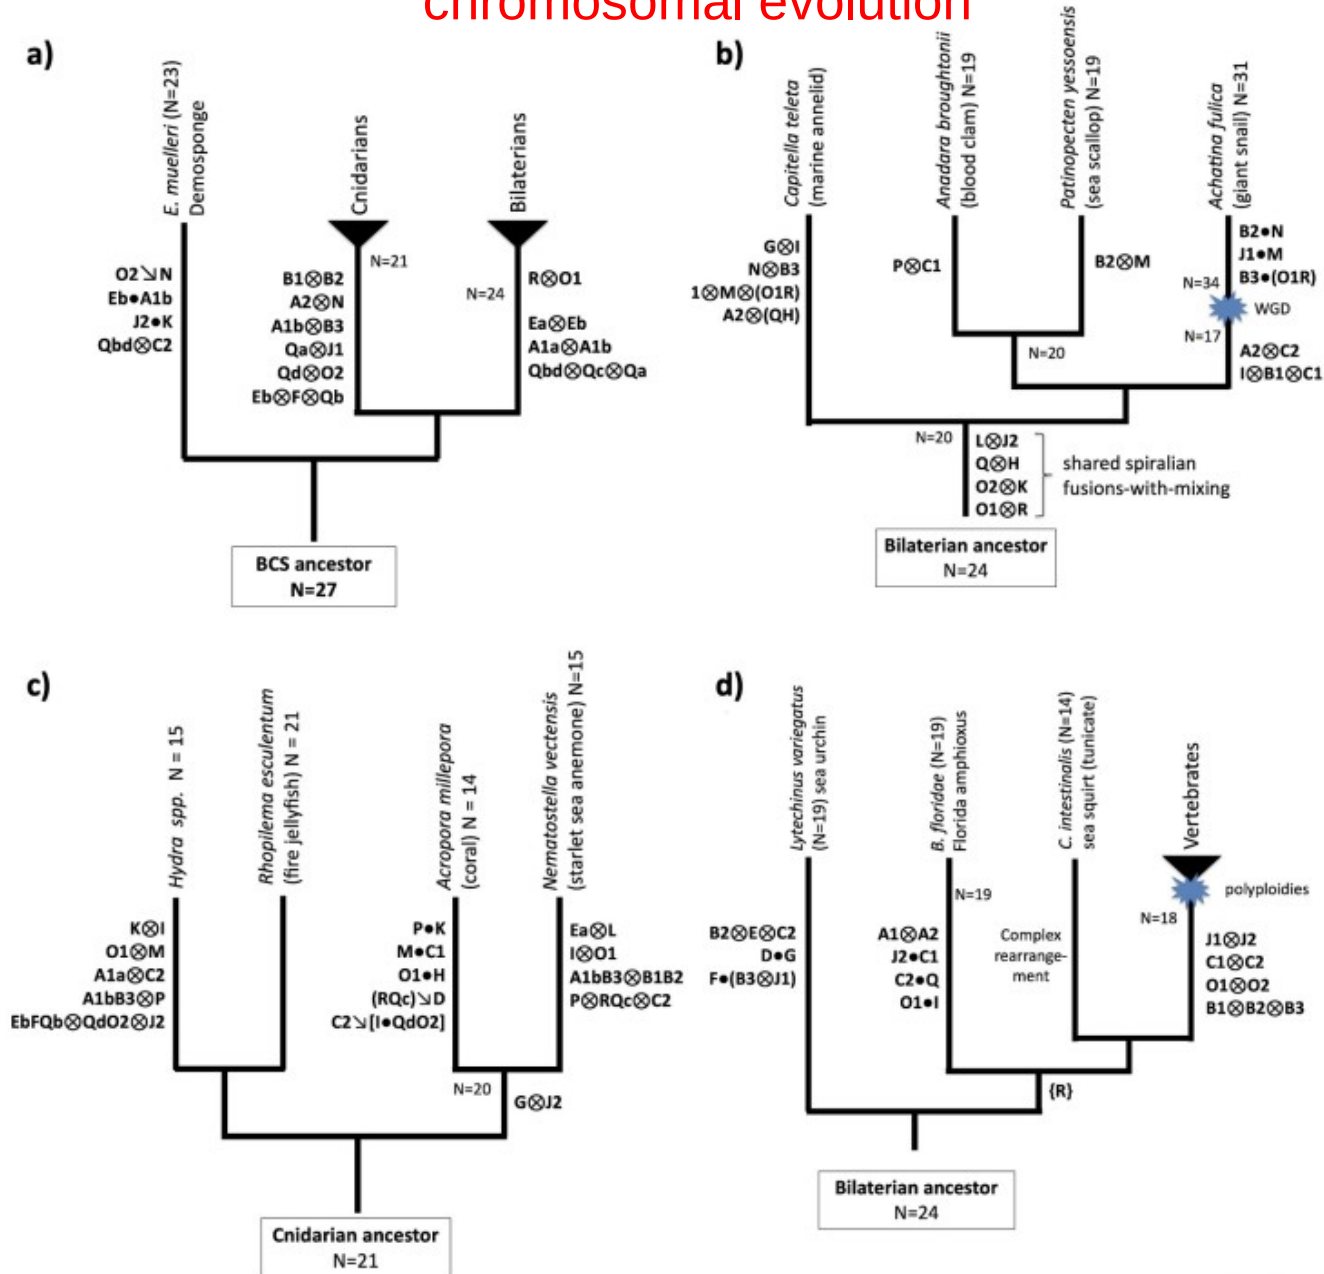 chromosomal evolution
a)
E. muelleri (N=23)
Demosponge
Cnidarians
Bilaterians
O2↘N
Eb●A1b
J2●K
Qbd⊗C2
N=21
B1⊗B2
A2⊗N
A1b⊗B3
Qa⊗J1
Qd⊗O2
Eb⊗F⊗Qb
N=24
R⊗O1
Ea⊗Eb
A1a⊗A1b
Qbd⊗Qc⊗Qa
BCS ancestor
N=27
b)
Capitella teleta
(marine annelid)
Anadara broughtonii
(blood clam) N=19
Patinopecten yessoensis
(sea scallop) N=19
Achatina fulica
(giant snail) N=31
G⊗I
N⊗B3
1⊗M⊗(O1R)
A2⊗(QH)
P⊗C1
B2⊗M
B2●N
J1●M
B3●(O1R)
N=34
WGD
N=17
A2⊗C2
I⊗B1⊗C1
N=20
N=20
L⊗J2
Q⊗H
O2⊗K
O1⊗R
shared spiralian
fusions-with-mixing
Bilaterian ancestor
N=24
c)
Hydra spp. N = 15
Rhopilema esculentum
(fire jellyfish) N = 21
Acropora millepora
(coral) N = 14
Nematostella vectensis
(starlet sea anemone) N=15
K⊗I
O1⊗M
A1a⊗C2
A1bB3⊗P
EbFQb⊗QdO2⊗J2
P●K
M●C1
O1●H
(RQc)↘D
C2↘[I●QdO2]
Ea⊗L
I⊗O1
A1bB3⊗B1B2
P⊗RQc⊗C2
N=20
G⊗J2
Cnidarian ancestor
N=21
d)
Lytechinus variegatus
(N=19) sea urchin
B. floridae (N=19)
Florida amphioxus
C. intestinalis (N=14)
sea squirt (tunicate)
Vertebrates
polyploidies
B2⊗E⊗C2
D●G
F●(B3⊗J1)
N=19
A1⊗A2
J2●C1
C2●Q
O1●I
Complex
rearrange-
ment
N=18
J1⊗J2
C1⊗C2
O1⊗O2
B1⊗B2⊗B3
{R}
Bilaterian ancestor
N=24